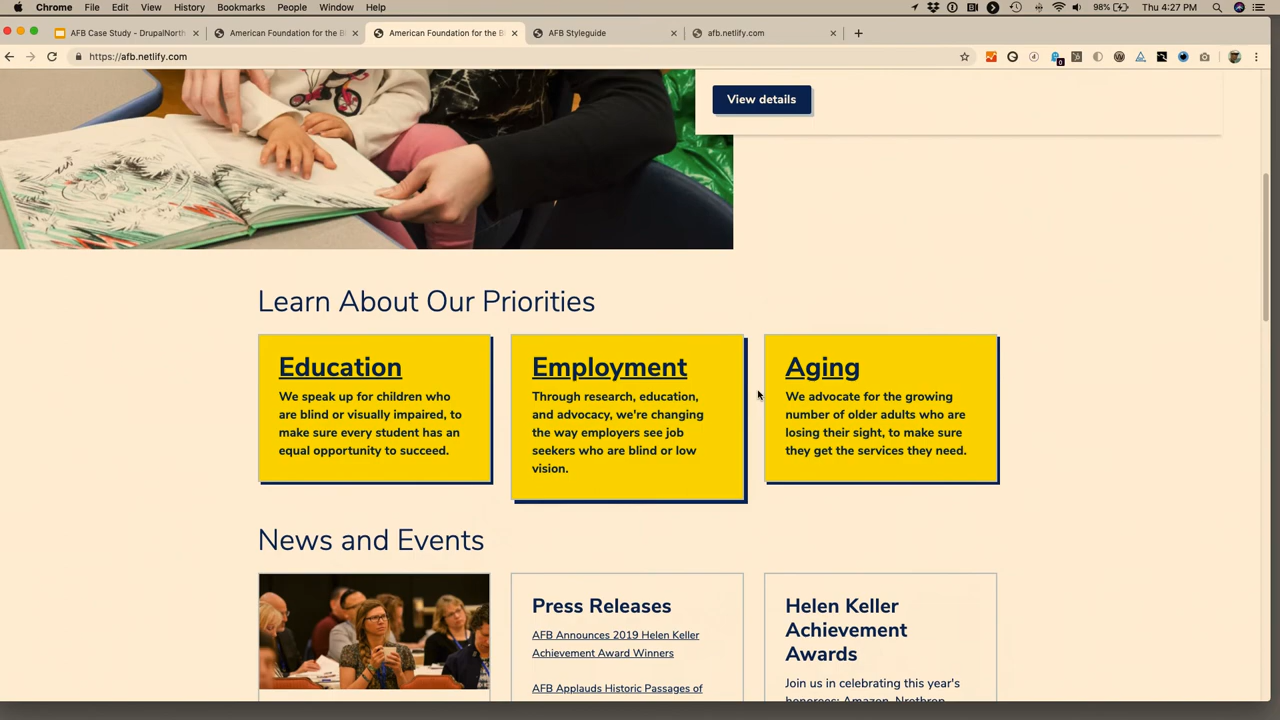 Chrome File Edit View History Bookmarks People Window Help 98% Thu 4:27 PM
AFB Case Study - DrupalNorth American Foundation for the B American Foundation for the B AFB Styleguide afb.netlify.com
https://afb.netlify.com
View details
Learn About Our Priorities
Education
We speak up for children who
are blind or visually impaired, to
make sure every student has an
equal opportunity to succeed.
Employment
Through research, education,
and advocacy, we're changing
the way employers see job
seekers who are blind or low
vision.
Aging
We advocate for the growing
number of older adults who are
losing their sight, to make sure
they get the services they need.
News and Events
Press Releases
AFB Announces 2019 Helen Keller
Achievement Award Winners
AFB Applauds Historic Passages of
Helen Keller
Achievement
Awards
Join us in celebrating this year's